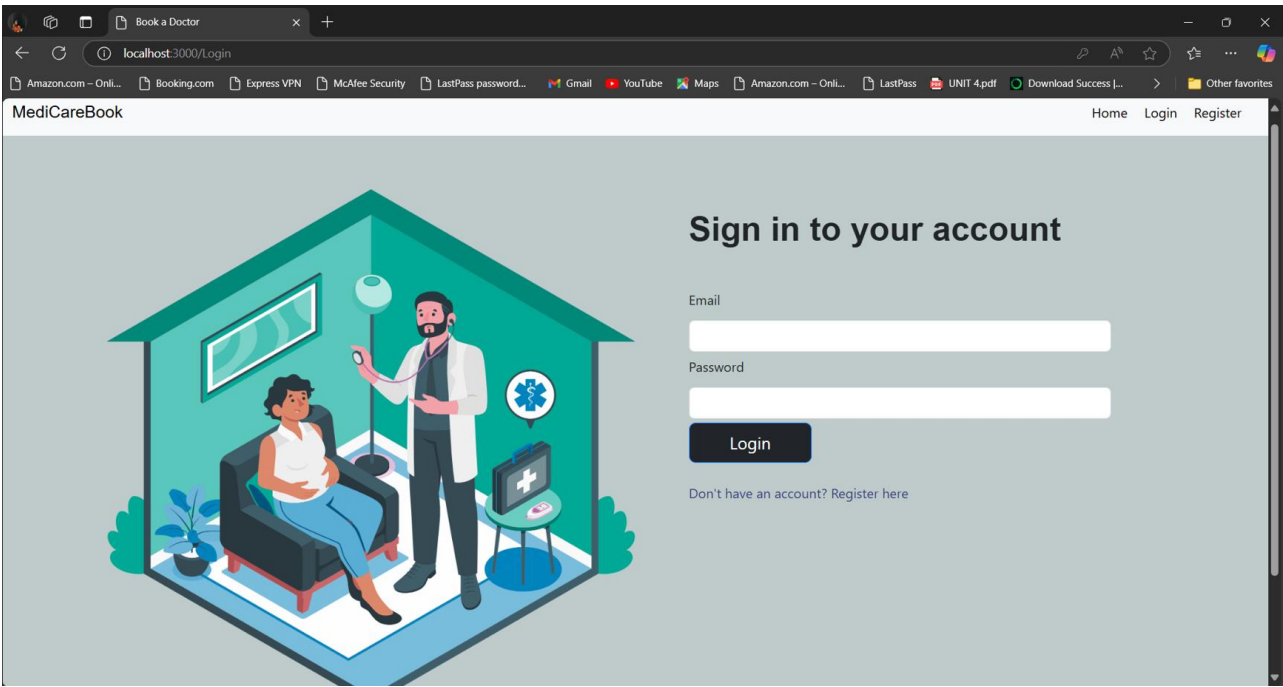 Book a Doctor
localhost:3000/Login
Amazon.com – Onli... Booking.com Express VPN McAfee Security LastPass password... Gmail YouTube Maps Amazon.com – Onli... LastPass UNIT 4.pdf Download Success |... Other favorites
MediCareBook Home Login Register
Sign in to your account
Email
Password
Login
Don't have an account? Register here